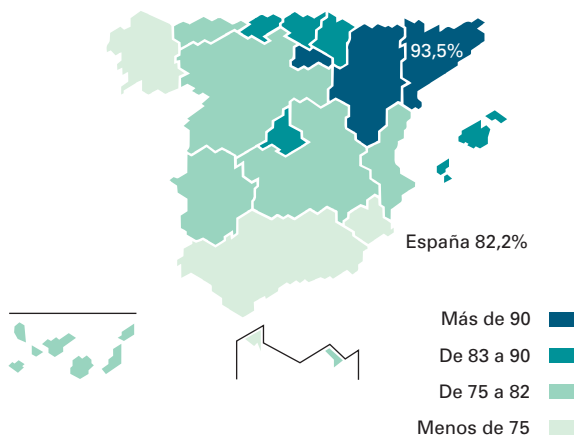 93,5%
España 82,2%
Más de 90
De 83 a 90
De 75 a 82
Menos de 75